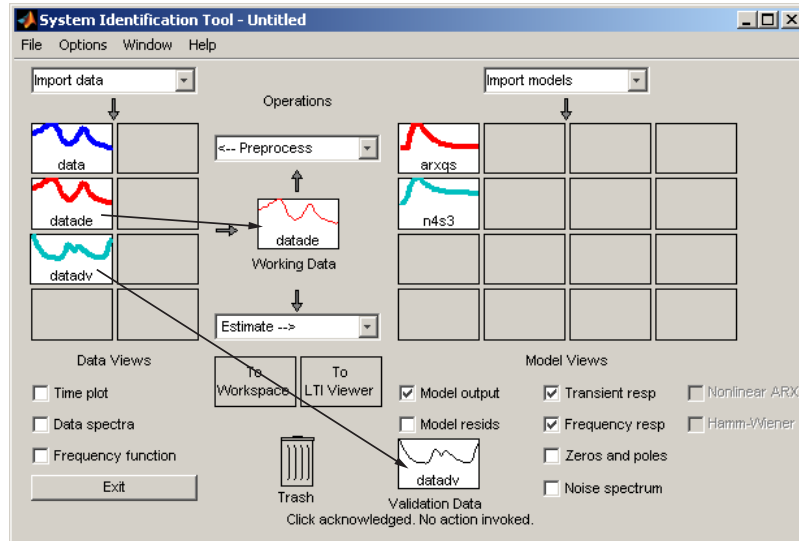 System Identification Tool - Untitled
File Options Window Help
Import data
Import models
Operations
data
<-- Preprocess
arxqs
datade
n4s3
datade
Working Data
datadv
Estimate -->
Data Views
Model Views
To Workspace
To LTI Viewer
Time plot
Model output
Transient resp
Nonlinear ARX
Data spectra
Model resids
Frequency resp
Hamm-Wiener
Frequency function
Zeros and poles
datadv
Exit
Noise spectrum
Trash
Validation Data
Click acknowledged. No action invoked.